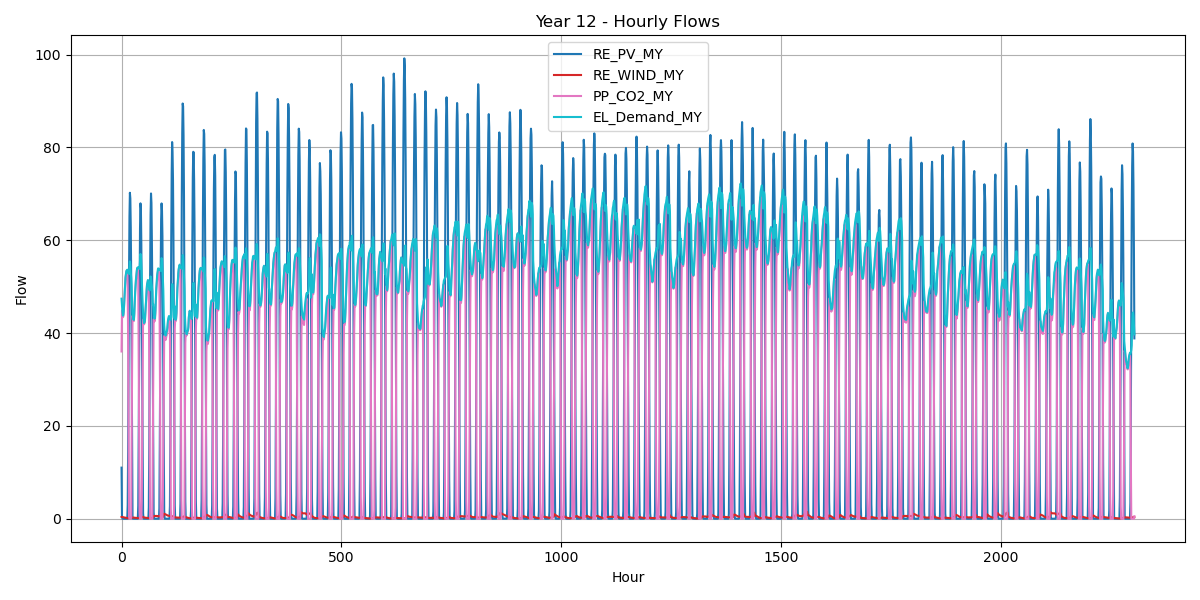 Year 12 - Hourly Flows
RE_PV_MY
RE_WIND_MY
PP_CO2_MY
EL_Demand_MY
100
80
60
40
20
0
Flow
0 500 1000 1500 2000
Hour